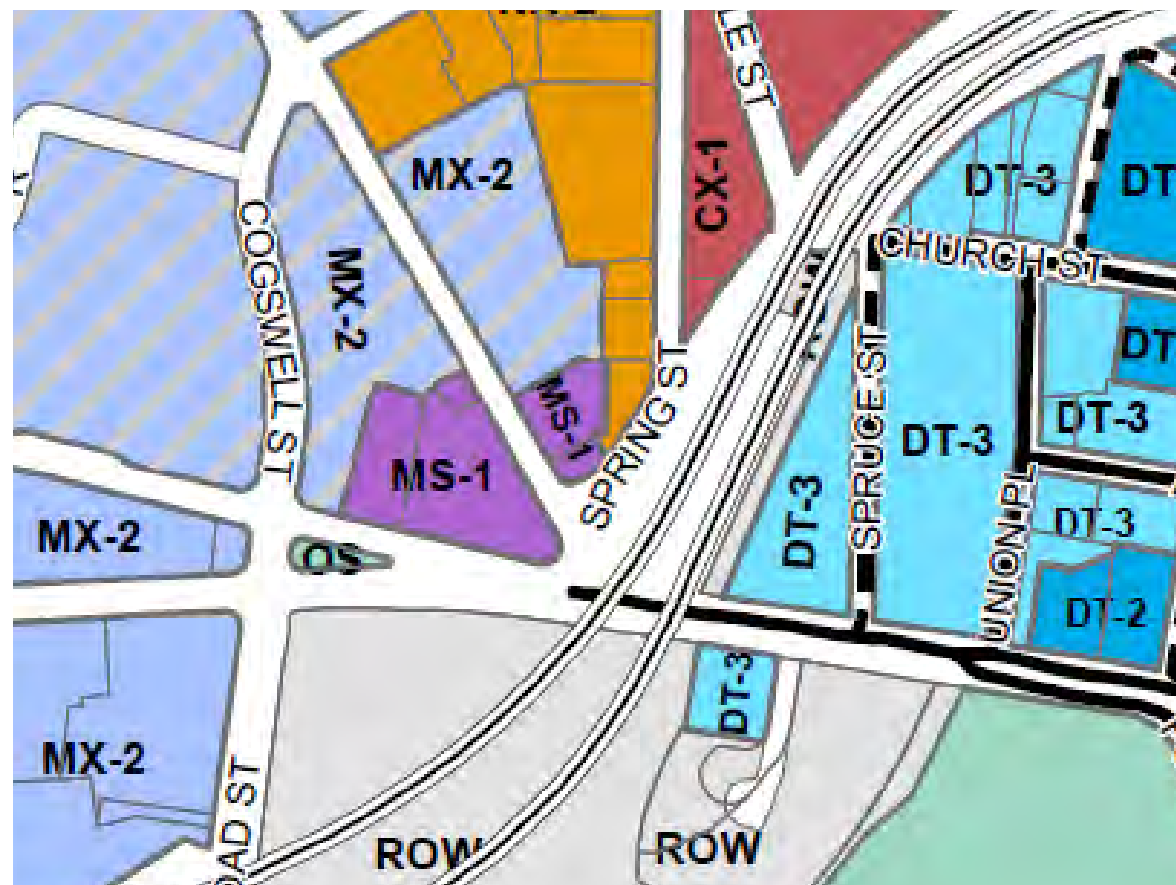 MX-2
DT-3
DT
CX-1
CHURCH ST
COGSWELL ST
MX-2
DT
MS-1
SPRING ST
SPRUCE ST
DT-3
DT-3
MS-1
MX-2
OS
DT-3
UNION PL
DT-3
DT-2
DT-3
MX-2
ROW
ROW